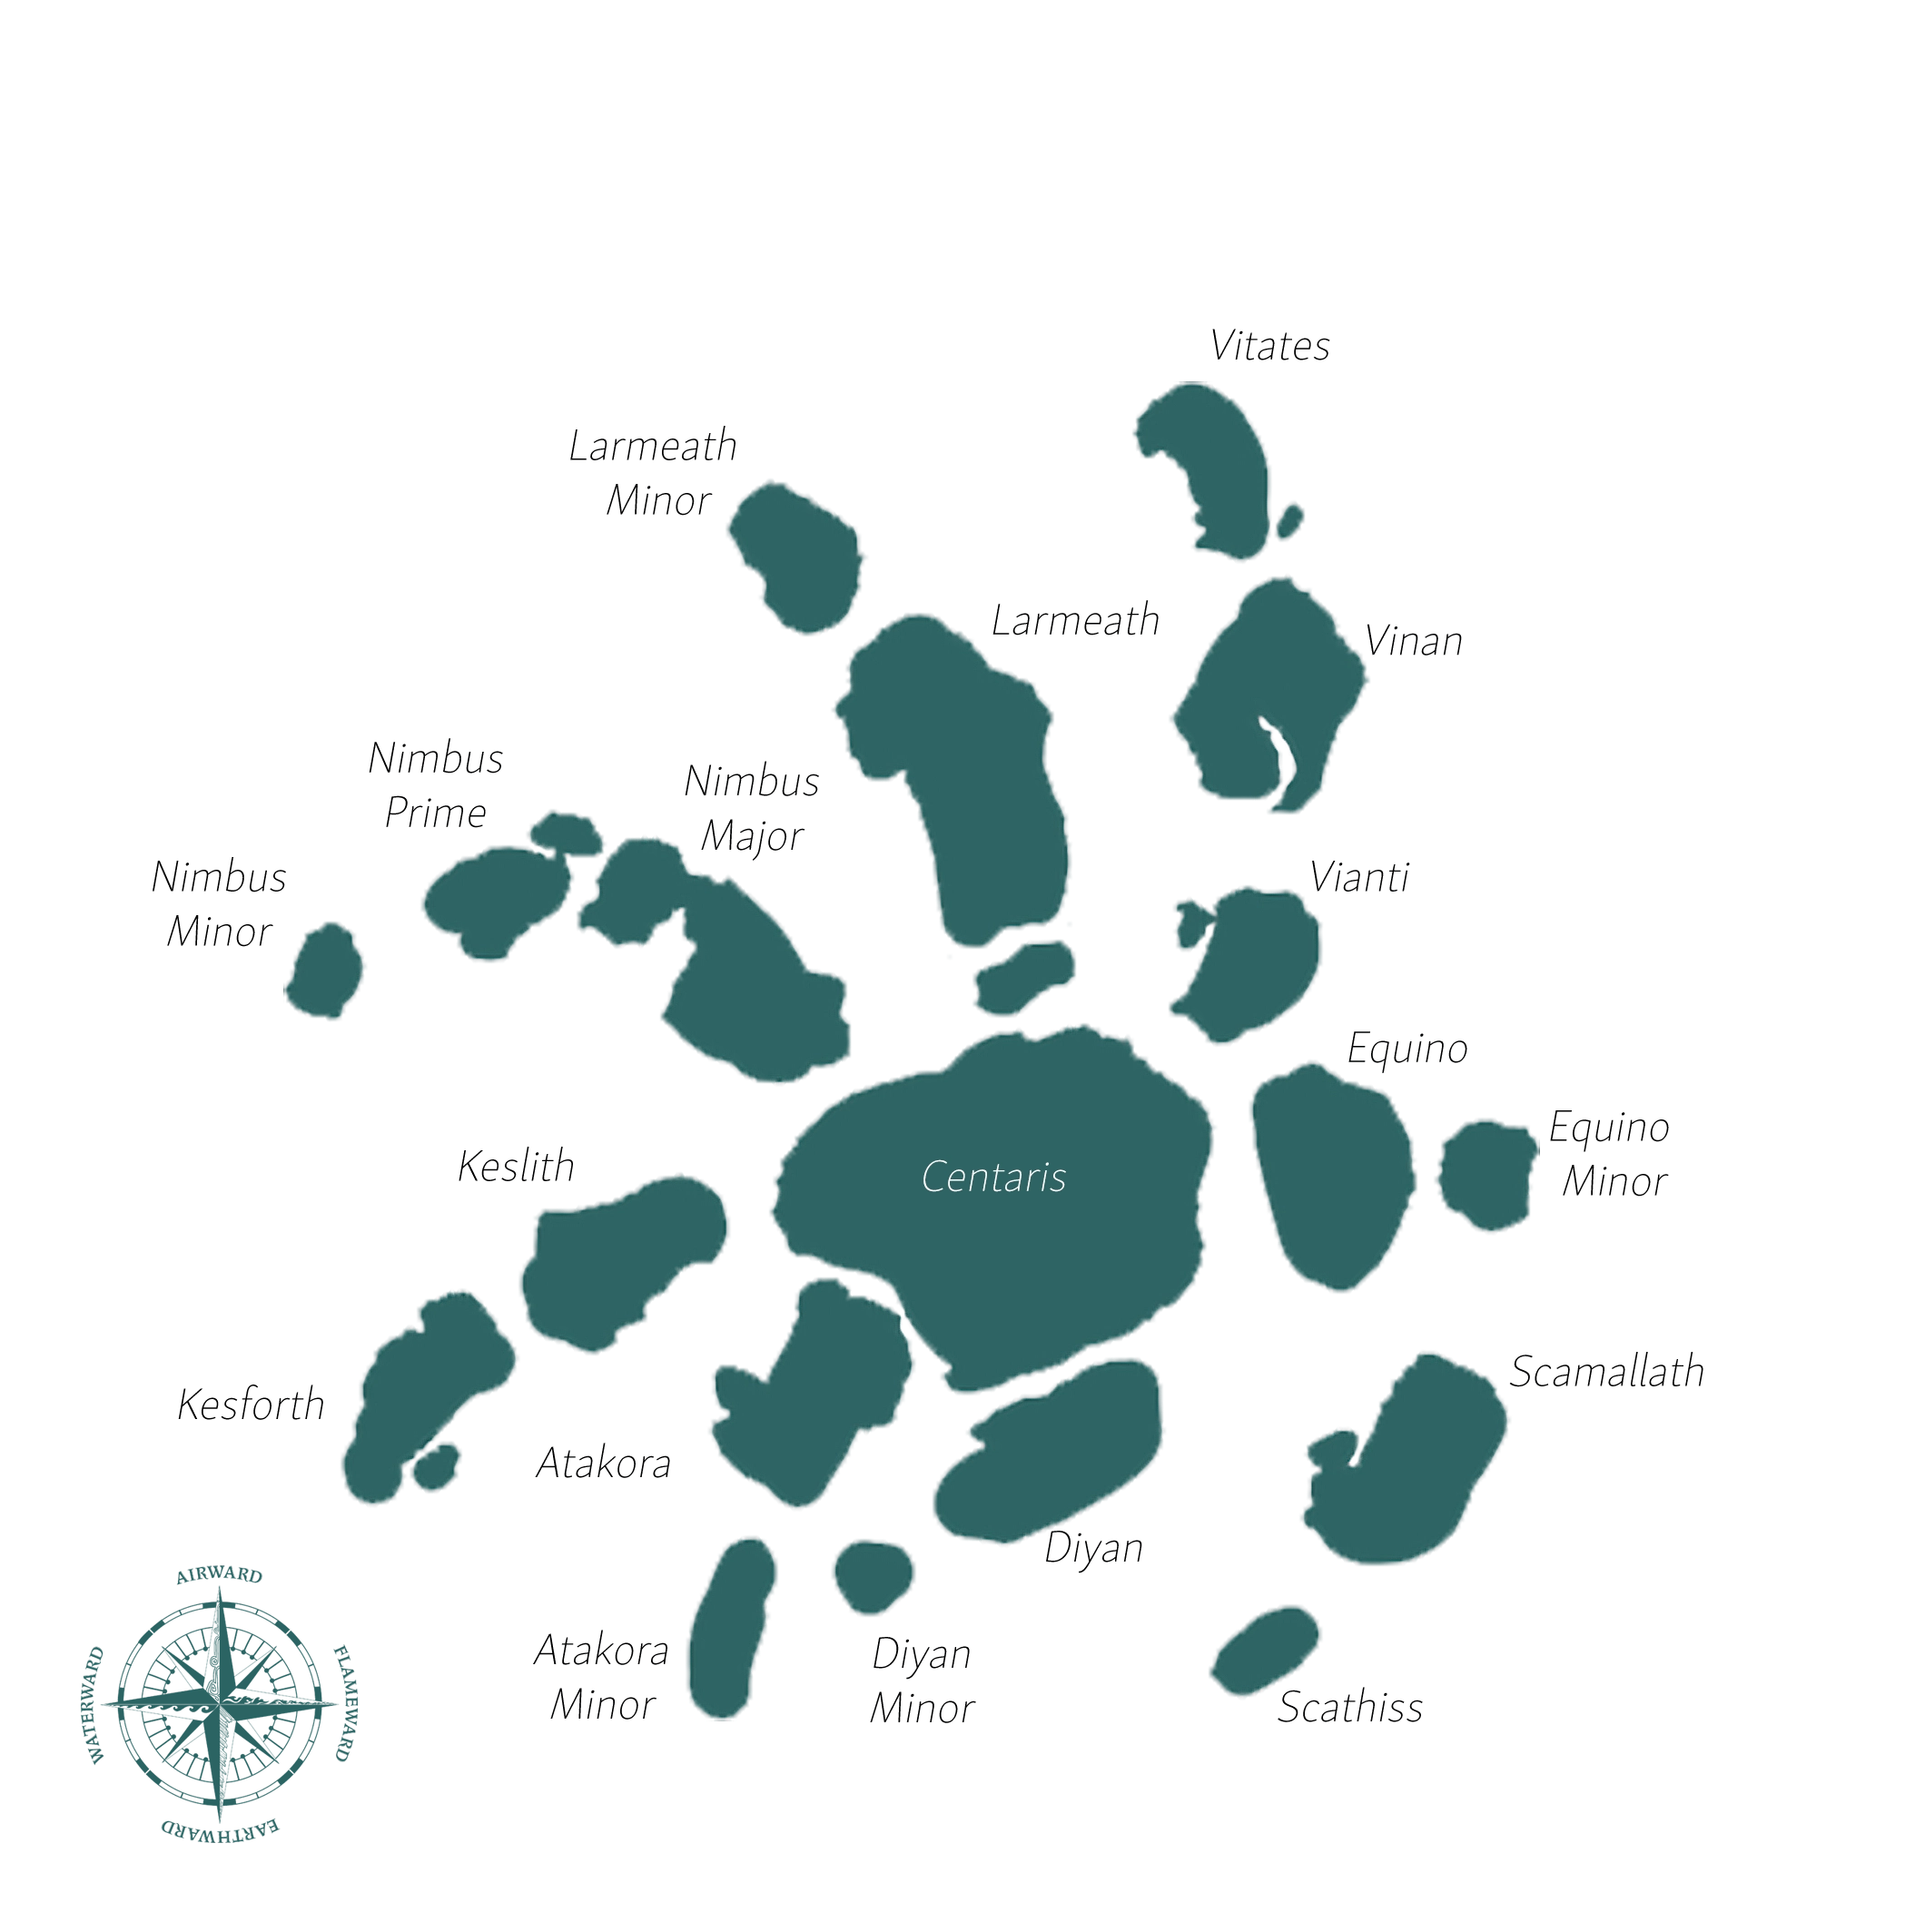 Vitates
Larmeath
Minor
Larmeath
Vinan
Nimbus
Prime
Nimbus
Major
Nimbus
Minor
Vianti
Equino
Equino
Minor
Keslith
Centaris
Scamallath
Kesforth
Atakora
Diyan
Atakora
Minor
Diyan
Minor
Scathiss
AIRWARD
WATERWARD
FLAMEWARD
EARTHWARD